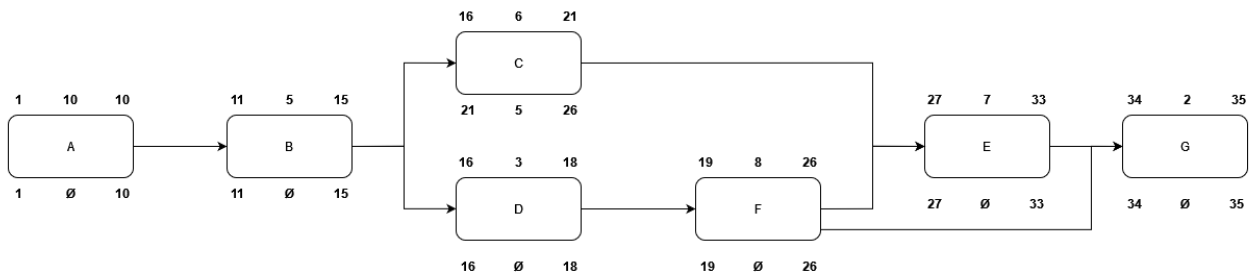 16 6 21
C
21 5 26
1 10 10
A
1 Ø 10
11 5 15
B
11 Ø 15
16 3 18
D
16 Ø 18
19 8 26
F
19 Ø 26
27 7 33
E
27 Ø 33
34 2 35
G
34 Ø 35